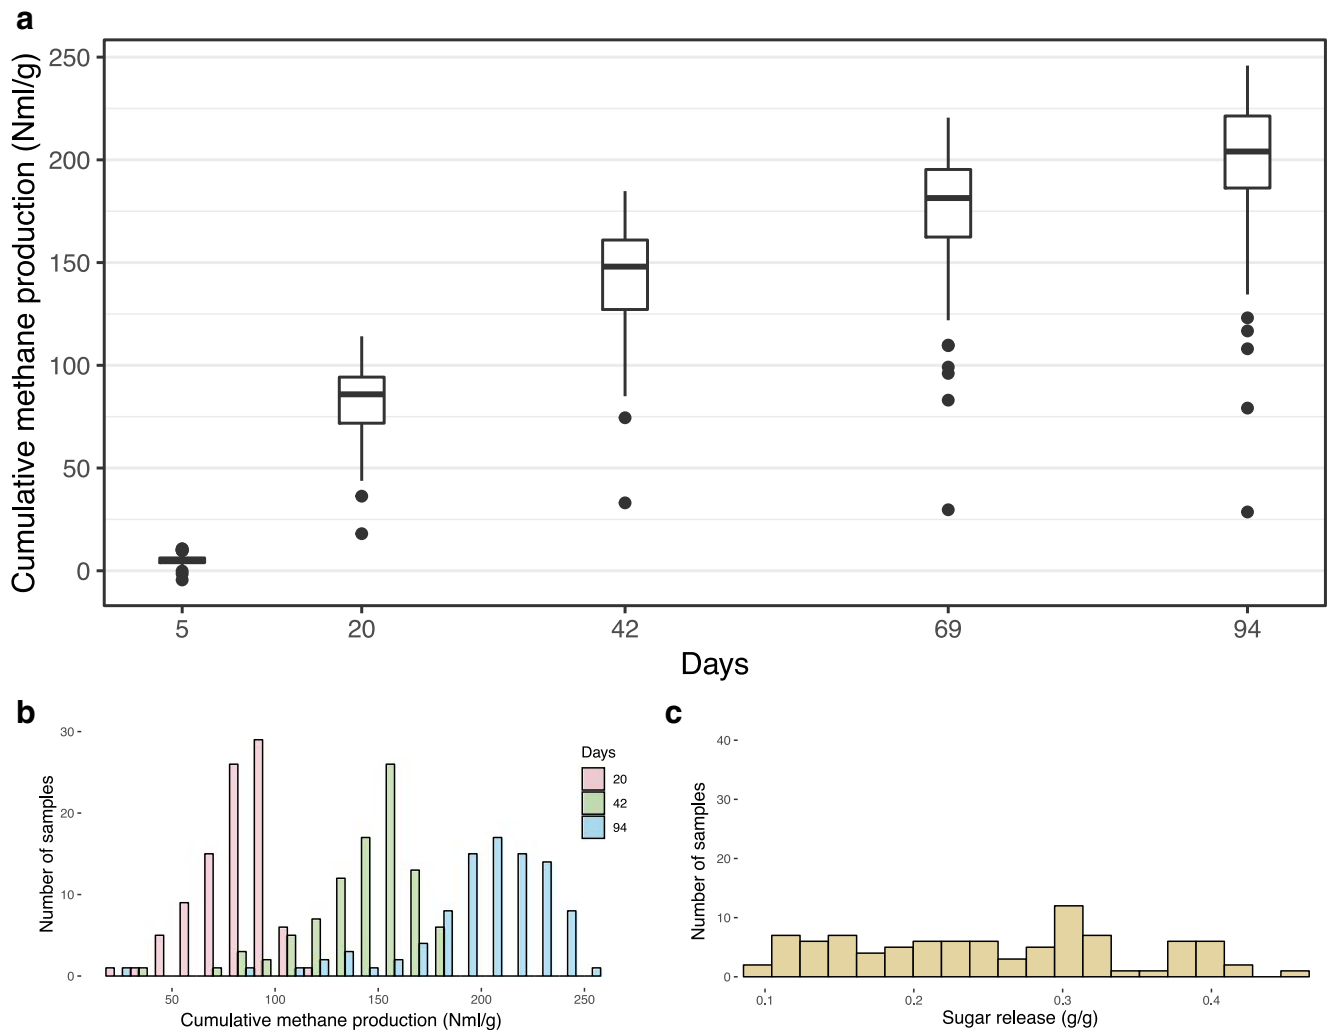 a
Cumulative methane production (Nml/g)
250
200
150
100
50
0
5 20 42 69 94
Days
b
Number of samples
30
20
10
0
50 100 150 200 250
Cumulative methane production (Nml/g)
Days
20
42
94
c
Number of samples
40
30
20
10
0
0.1 0.2 0.3 0.4
Sugar release (g/g)